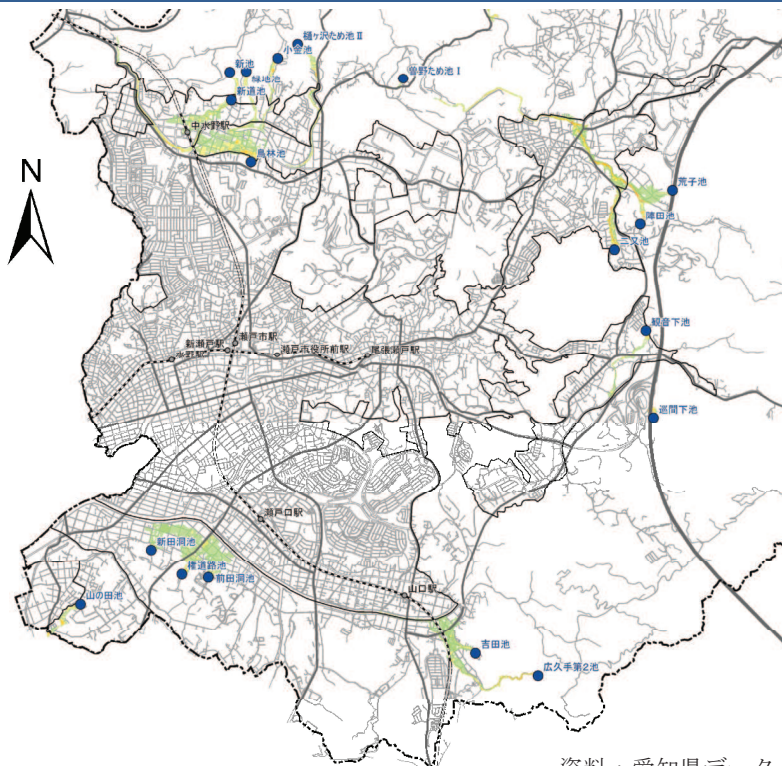 樋ヶ沢ため池Ⅱ
小金池
新池
緑地池
曽野ため池Ⅰ
新道池
中水野駅
鳥林池
N
荒子池
陣田池
三又池
観音下池
瀬戸市駅
新瀬戸駅
瀬戸市役所前駅
尾張瀬戸駅
水野駅
巡間下池
瀬戸口駅
新田洞池
権道路池
前田洞池
山の田池
山口駅
吉田池
広久手第2池
資料：愛知県データ